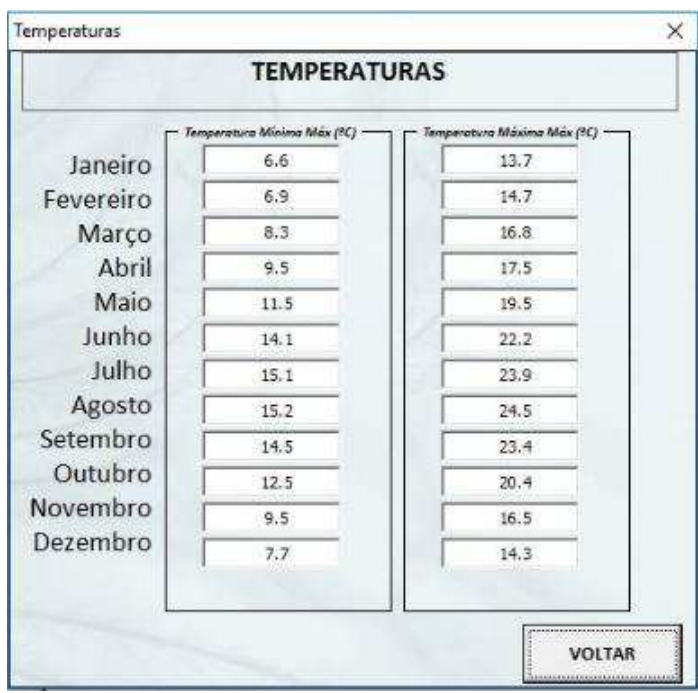 Temperaturas
TEMPERATURAS
Temperatura Mínima Máx (ºC) Temperatura Máxima Máx (ºC)
Janeiro 6.6 13.7
Fevereiro 6.9 14.7
Março 8.3 16.8
Abril 9.5 17.5
Maio 11.5 19.5
Junho 14.1 22.2
Julho 15.1 23.9
Agosto 15.2 24.5
Setembro 14.5 23.4
Outubro 12.5 20.4
Novembro 9.5 16.5
Dezembro 7.7 14.3
VOLTAR